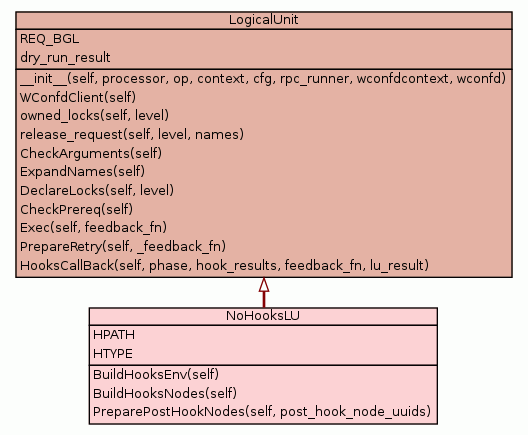 LogicalUnit
REQ_BGL
dry_run_result
__init__(self, processor, op, context, cfg, rpc_runner, wconfdcontext, wconfd)
WConfdClient(self)
owned_locks(self, level)
release_request(self, level, names)
CheckArguments(self)
ExpandNames(self)
DeclareLocks(self, level)
CheckPrereq(self)
Exec(self, feedback_fn)
PrepareRetry(self, _feedback_fn)
HooksCallBack(self, phase, hook_results, feedback_fn, lu_result)
NoHooksLU
HPATH
HTYPE
BuildHooksEnv(self)
BuildHooksNodes(self)
PreparePostHookNodes(self, post_hook_node_uuids)